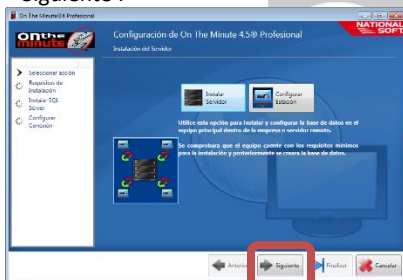 Siguiente .
On The Minute® Profesional
On The minute
Configuración de On The Minute 4.5® Profesional
Instalación del Servidor
NATIONAL SOFT
Seleccionar acción
Requisitos de Instalación
Instalar SQL Server
Configurar Conexión
Instalar Servidor
Configurar Estación
Utilice esta opción para Instalar y configurar la base de datos en el equipo principal dentro de la empresa o servidor remoto.
Se comprobara que el equipo cuente con los requisitos mínimos para la instalación y posteriormente se creara la base de datos.
Anterior
Siguiente
Finalizar
Cancelar